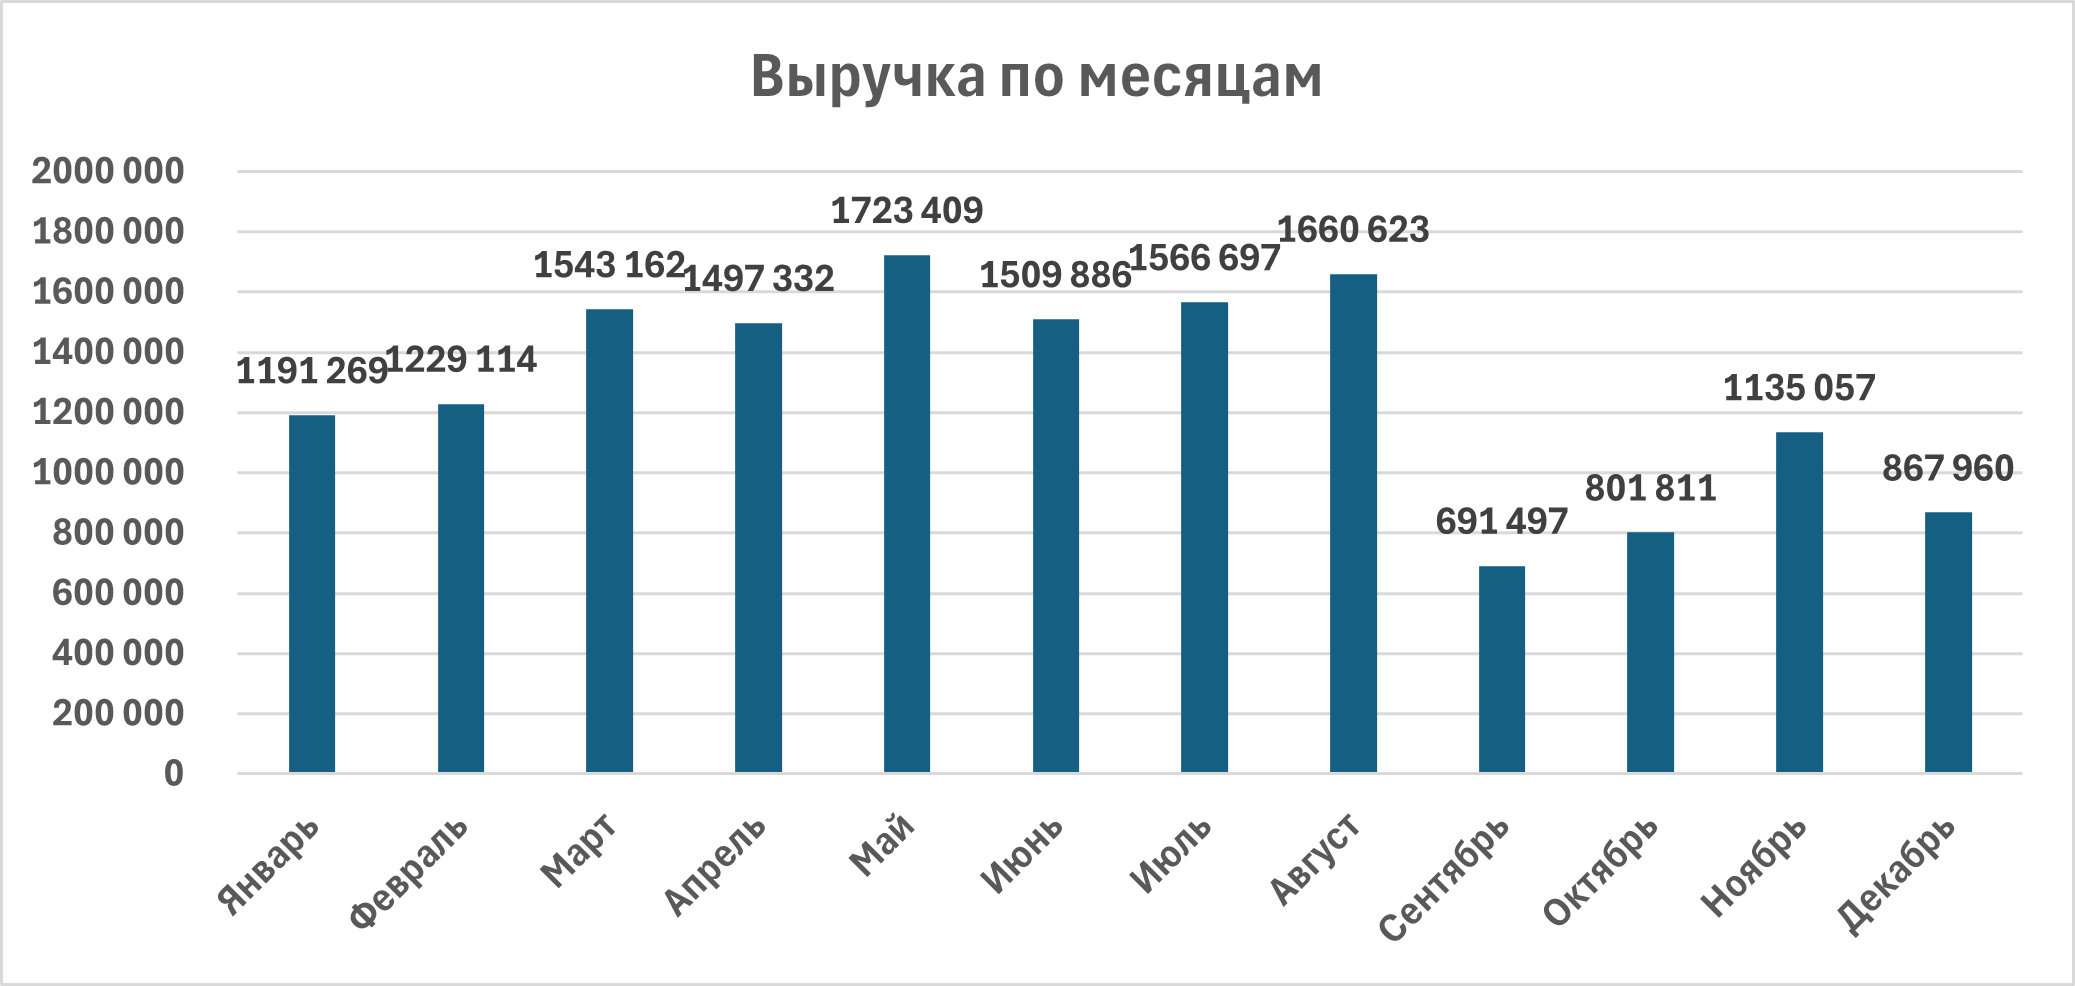 Выручка по месяцам
2000 000
1800 000
1600 000
1400 000
1200 000
1000 000
800 000
600 000
400 000
200 000
0
1191 269
1229 114
1543 162
1497 332
1723 409
1509 886
1566 697
1660 623
691 497
801 811
1135 057
867 960
Январь
Февраль
Март
Апрель
Май
Июнь
Июль
Август
Сентябрь
Октябрь
Ноябрь
Декабрь